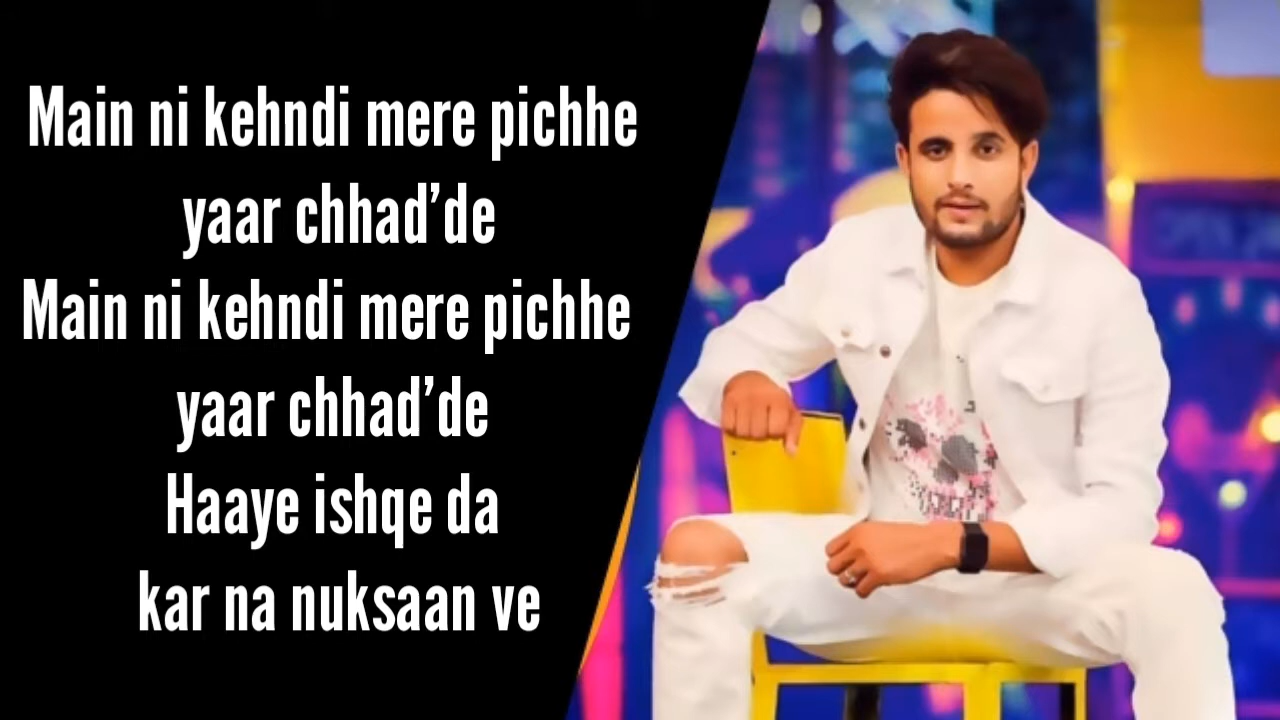 Main ni kehndi mere pichhe
yaar chhad’de
Main ni kehndi mere pichhe
yaar chhad’de
Haaye ishqe da
kar na nuksaan ve